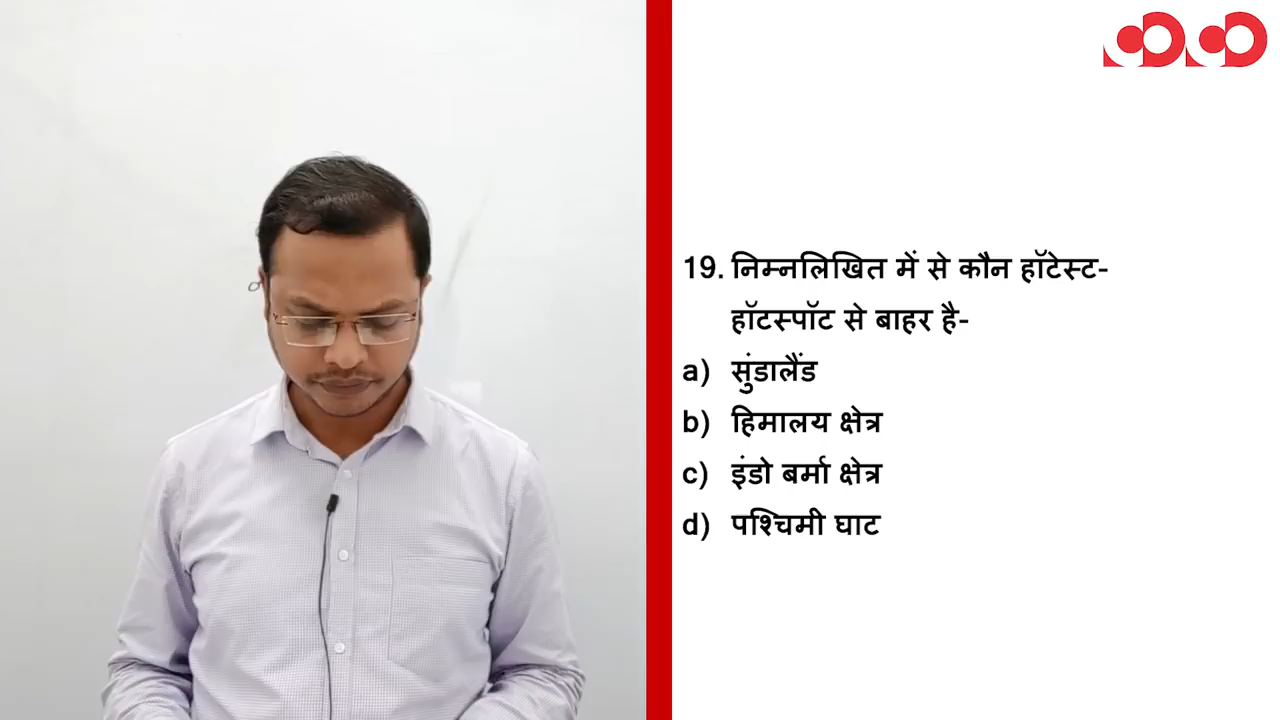 19. निम्नलिखित में से कौन हॉटेस्ट-
हॉटस्पॉट से बाहर है-
a) सुंडालैंड
b) हिमालय क्षेत्र
c) इंडो बर्मा क्षेत्र
d) पश्चिमी घाट